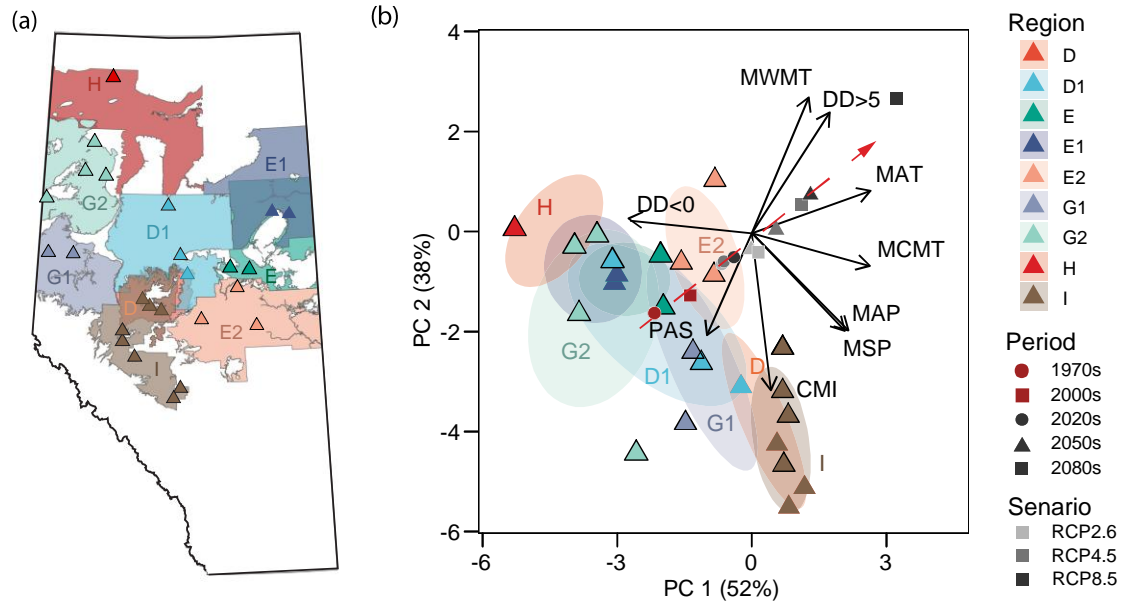 (a)
H
E1
G2
D1
G1
E
D
E2
I
(b)
4
2
0
-2
-4
-6
PC 2 (38%)
-6
-3
0
3
PC 1 (52%)
MWMT
DD>5
MAT
DD<0
MCMT
MAP
MSP
PAS
CMI
H
E2
G2
D1
D
G1
I
Region
D
D1
E
E1
E2
G1
G2
H
I
Period
1970s
2000s
2020s
2050s
2080s
Senario
RCP2.6
RCP4.5
RCP8.5